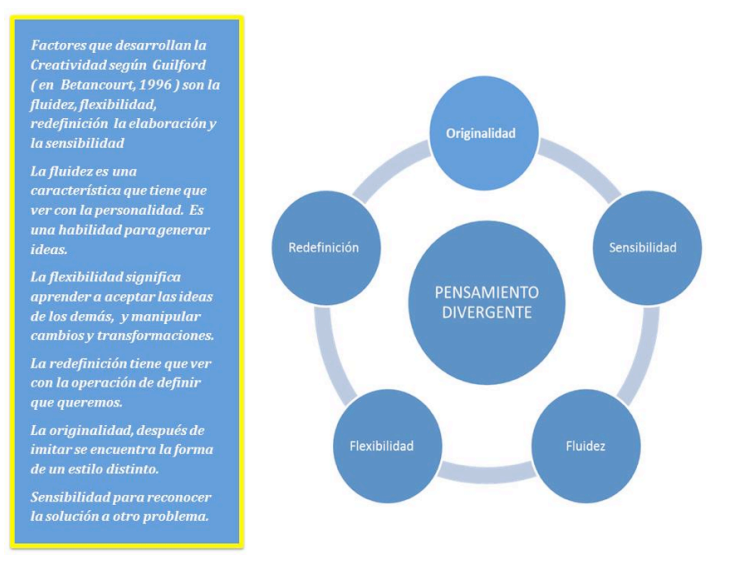 Factores que desarrollan la
Creatividad según Guilford
( en Betancourt, 1996 ) son la
fluidez, flexibilidad,
redefinición la elaboración y
la sensibilidad
La fluidez es una
característica que tiene que
ver con la personalidad. Es
una habilidad para generar
ideas.
La flexibilidad significa
aprender a aceptar las ideas
de los demás, y manipular
cambios y transformaciones.
La redefinición tiene que ver
con la operación de definir
que queremos.
La originalidad, después de
imitar se encuentra la forma
de un estilo distinto.
Sensibilidad para reconocer
la solución a otro problema.
Originalidad
Redefinición
Sensibilidad
PENSAMIENTO
DIVERGENTE
Flexibilidad
Fluidez